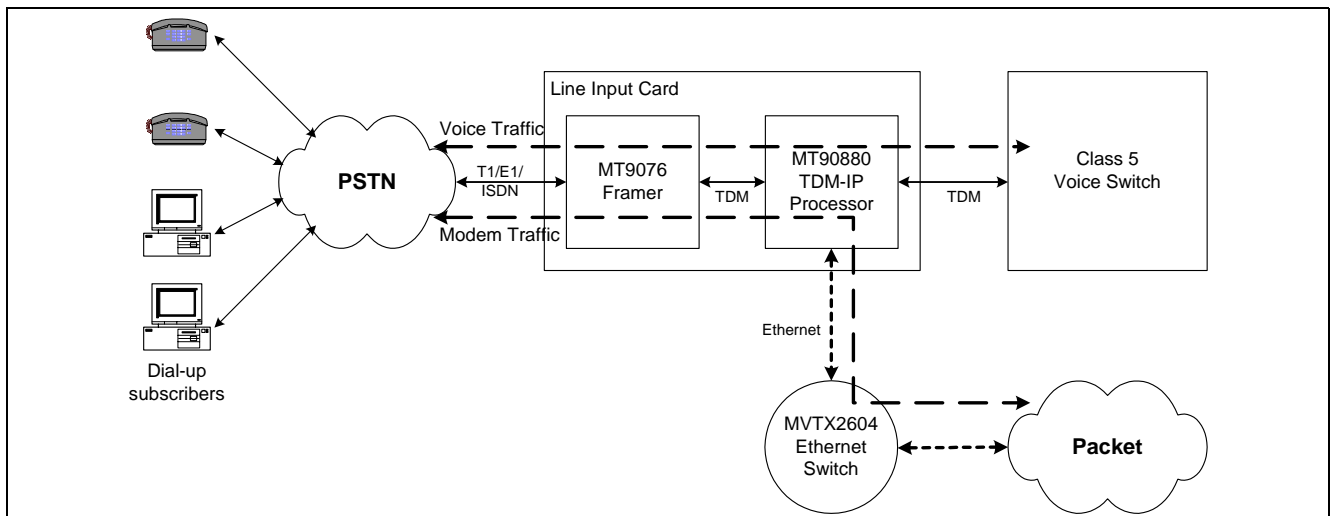 Line Input Card
Voice Traffic
MT9076
Framer
MT90880
TDM-IP
Processor
Class 5
Voice Switch
PSTN
T1/E1/
ISDN
TDM
TDM
Modem Traffic
Ethernet
Dial-up
subscribers
MVTX2604
Ethernet
Switch
Packet